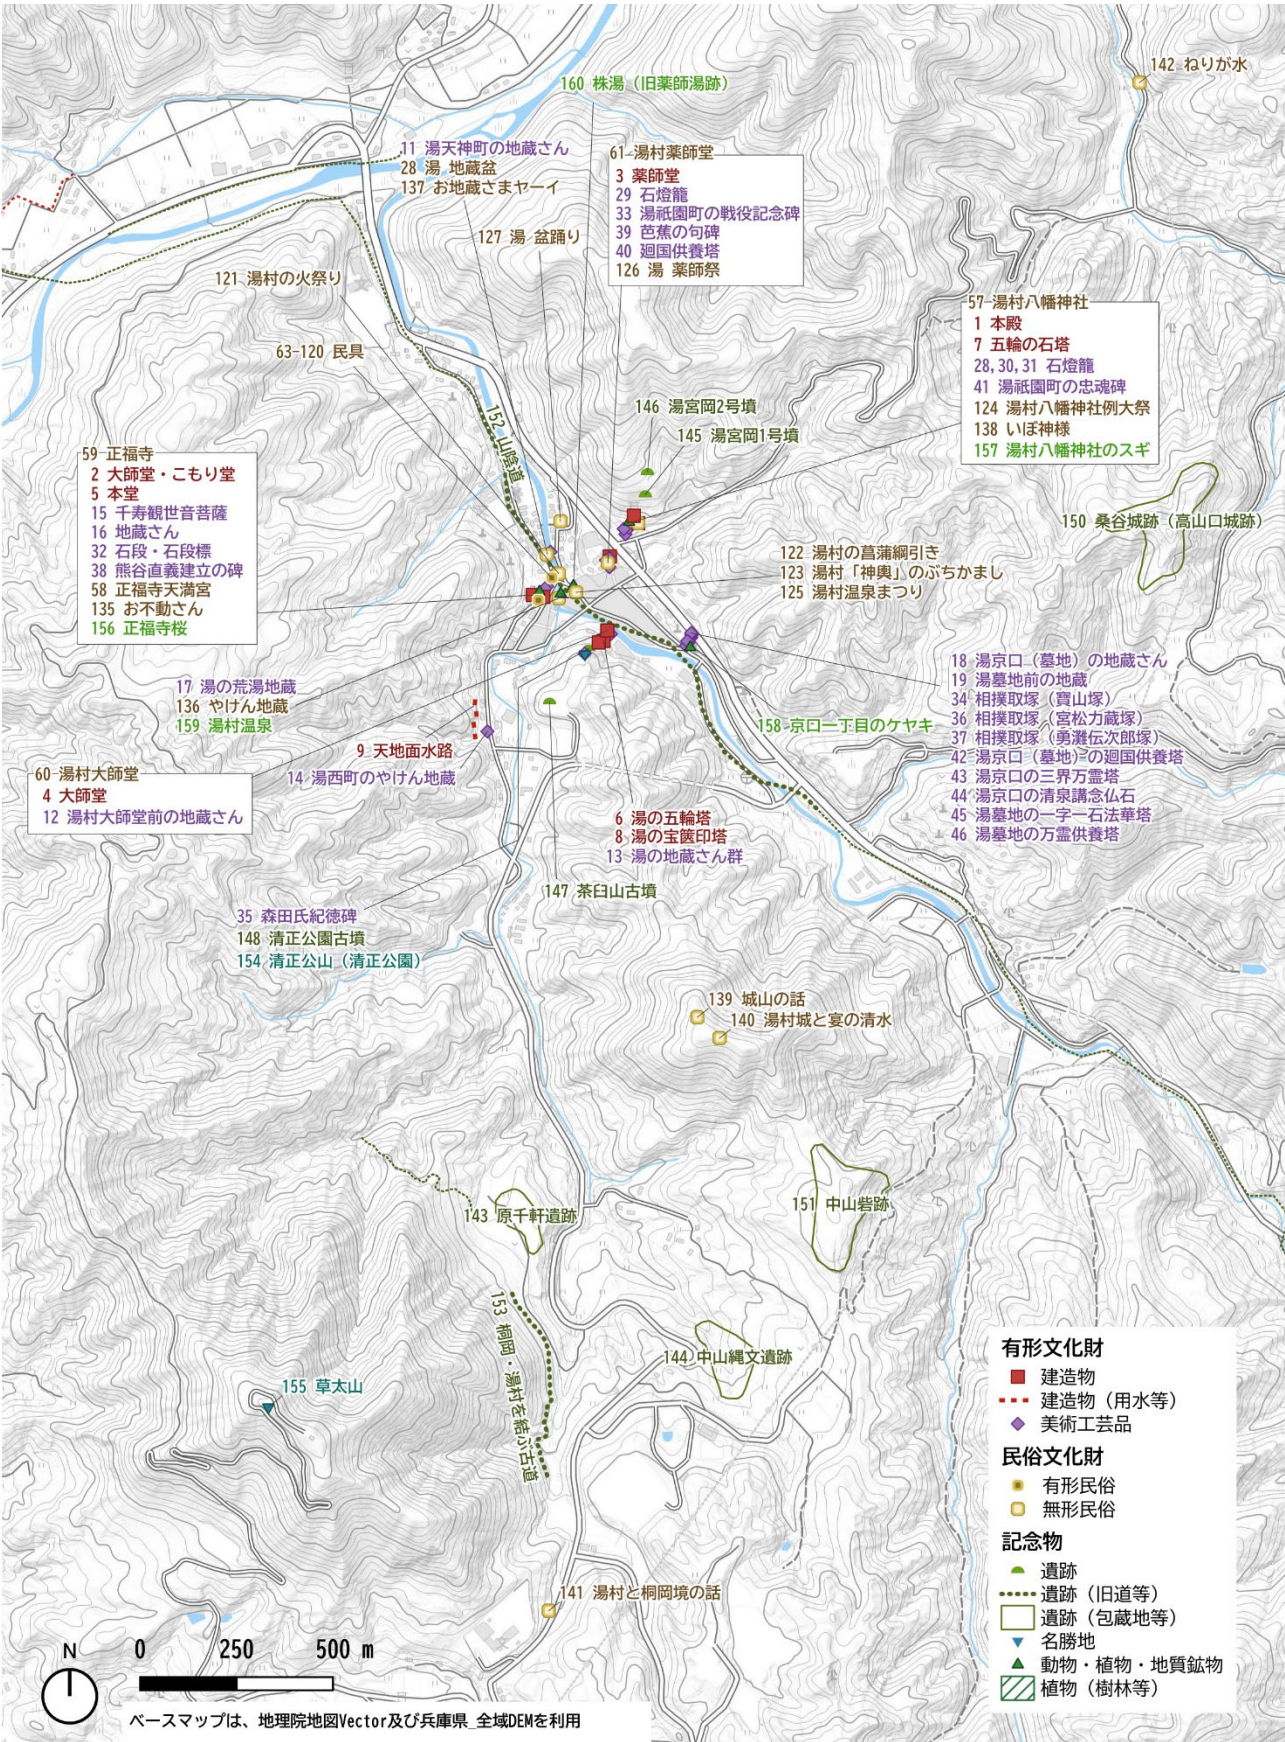 142 ねりが水
160 株湯（旧薬師湯跡）
11 湯天神町の地蔵さん
28 湯 地蔵盆
137 お地蔵さまヤーイ
61 湯村薬師堂
3 薬師堂
29 石燈籠
33 湯祇園町の戦役記念碑
39 芭蕉の句碑
40 廻国供養塔
126 湯 薬師祭
127 湯 盆踊り
121 湯村の火祭り
63-120 民具
57 湯村八幡神社
1 本殿
7 五輪の石塔
28,30,31 石燈籠
41 湯祇園町の忠魂碑
124 湯村八幡神社例大祭
138 いぼ神様
157 湯村八幡神社のスギ
146 湯宮岡2号墳
145 湯宮岡1号墳
152 山陰道
59 正福寺
2 大師堂・こもり堂
5 本堂
15 千寿観世音菩薩
16 地蔵さん
32 石段・石段標
38 熊谷直義建立の碑
58 正福寺天満宮
135 お不動さん
156 正福寺桜
150 桑谷城跡（高山口城跡）
122 湯村の菖蒲綱引き
123 湯村「神輿」のぶちかまし
125 湯村温泉まつり
17 湯の荒湯地蔵
136 やけん地蔵
159 湯村温泉
18 湯京口（墓地）の地蔵さん
19 湯墓地前の地蔵
34 相撲取塚（寶山塚）
36 相撲取塚（宮松力蔵塚）
37 相撲取塚（勇灘伝次郎塚）
42 湯京口（墓地）の廻国供養塔
43 湯京口の三界万霊塔
44 湯京口の清泉講念仏石
45 湯墓地の一字一石法華塔
46 湯墓地の万霊供養塔
158 京口一丁目のケヤキ
9 天地面水路
14 湯西町のやけん地蔵
60 湯村大師堂
4 大師堂
12 湯村大師堂前の地蔵さん
6 湯の五輪塔
8 湯の宝篋印塔
13 湯の地蔵さん群
147 茶臼山古墳
35 森田氏紀徳碑
148 清正公園古墳
154 清正公山（清正公園）
139 城山の話
140 湯村城と宴の清水
143 原千軒遺跡
151 中山砦跡
153 桐岡・湯村を結ぶ古道
144 中山縄文遺跡
155 草太山
141 湯村と桐岡境の話
有形文化財
建造物
建造物（用水等）
美術工芸品
民俗文化財
有形民俗
無形民俗
記念物
遺跡
遺跡（旧道等）
遺跡（包蔵地等）
名勝地
動物・植物・地質鉱物
植物（樹林等）
N
0 250 500 m
ベースマップは、地理院地図Vector及び兵庫県_全域DEMを利用